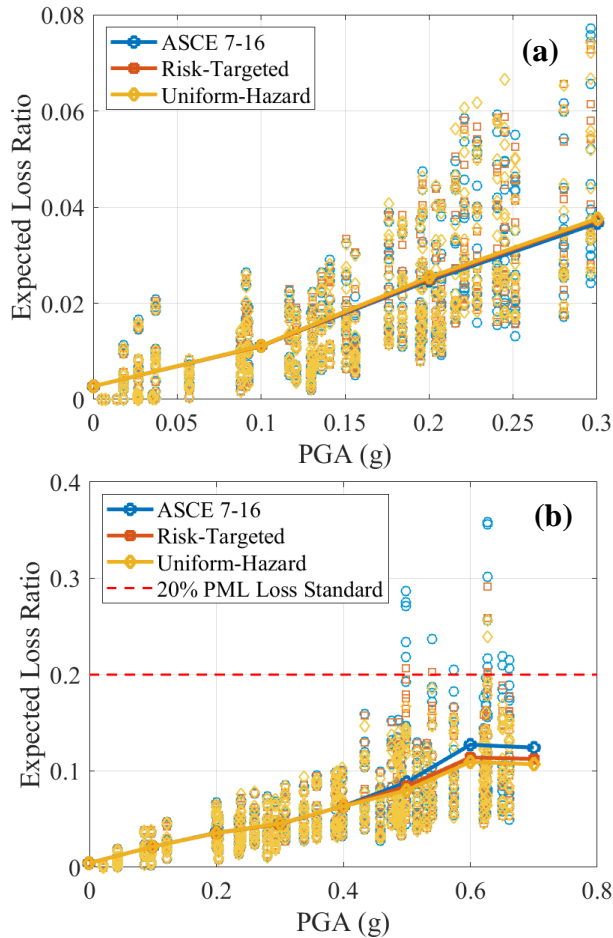 0.08
ASCE 7-16
Risk-Targeted
Uniform-Hazard
(a)
0.06
0.04
0.02
0
Expected Loss Ratio
0 0.05 0.1 0.15 0.2 0.25 0.3
PGA (g)
0.4
ASCE 7-16
Risk-Targeted
Uniform-Hazard
20% PML Loss Standard
(b)
0.3
0.2
0.1
0
Expected Loss Ratio
0 0.2 0.4 0.6 0.8
PGA (g)